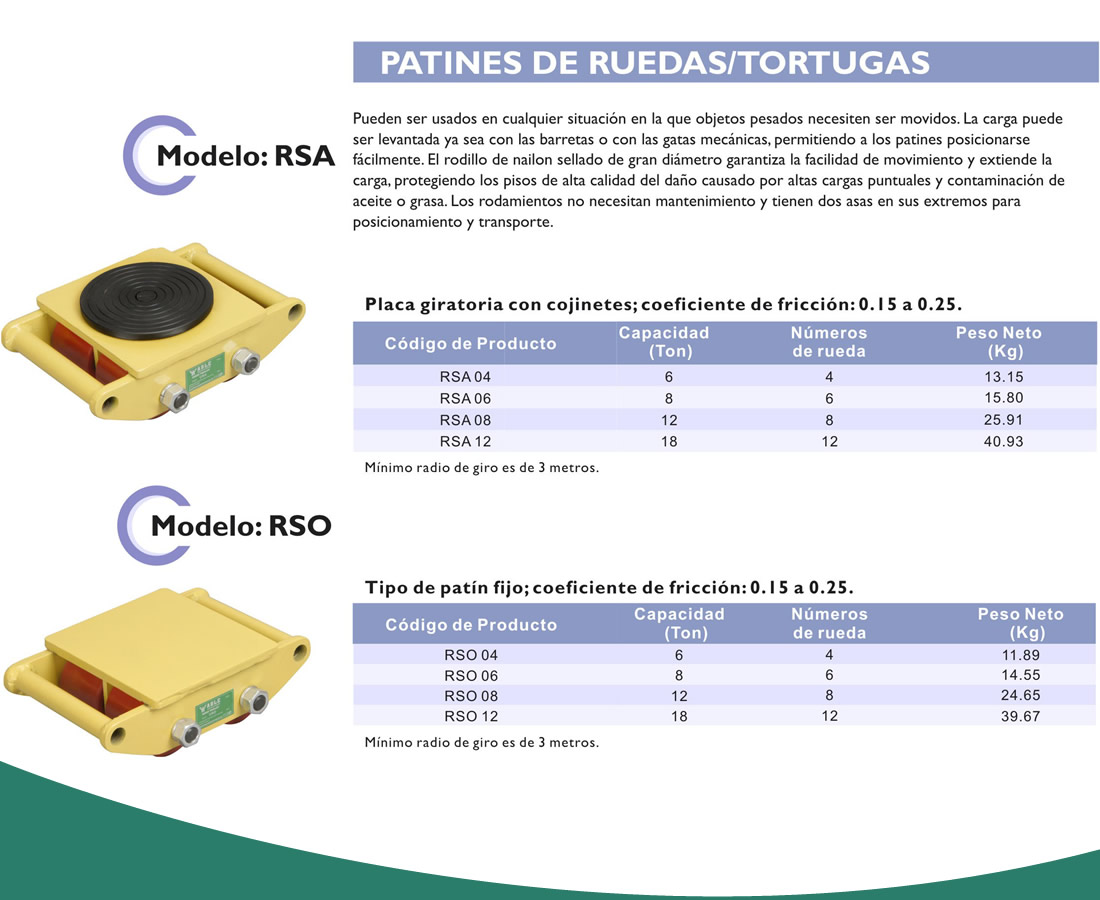 PATINES DE RUEDAS/TORTUGAS
Modelo: RSA
Pueden ser usados en cualquier situación en la que objetos pesados necesiten ser movidos. La carga puede
ser levantada ya sea con las barretas o con las gatas mecánicas, permitiendo a los patines posicionarse
fácilmente. El rodillo de nailon sellado de gran diámetro garantiza la facilidad de movimiento y extiende la
carga, protegiendo los pisos de alta calidad del daño causado por altas cargas puntuales y contaminación de
aceite o grasa. Los rodamientos no necesitan mantenimiento y tienen dos asas en sus extremos para
posicionamiento y transporte.
Placa giratoria con cojinetes; coeficiente de fricción: 0.15 a 0.25.
Código de Producto Capacidad (Ton) Números de rueda Peso Neto (Kg)
RSA 04 6 4 13.15
RSA 06 8 6 15.80
RSA 08 12 8 25.91
RSA 12 18 12 40.93
Mínimo radio de giro es de 3 metros.
Modelo: RSO
Tipo de patín fijo; coeficiente de fricción: 0.15 a 0.25.
Código de Producto Capacidad (Ton) Números de rueda Peso Neto (Kg)
RSO 04 6 4 11.89
RSO 06 8 6 14.55
RSO 08 12 8 24.65
RSO 12 18 12 39.67
Mínimo radio de giro es de 3 metros.